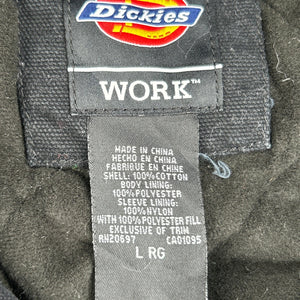 Dickies
WORK™
MADE IN CHINA
HECHO EN CHINA
FABRIQUE EN CHINE
SHELL: 100%COTTON
BODY LINING:
100%POLYESTER
SLEEVE LINING:
100%NYLON
WITH 100%POLYESTER FILL
EXCLUSIVE OF TRIM
RN20697 CA01095
L RG